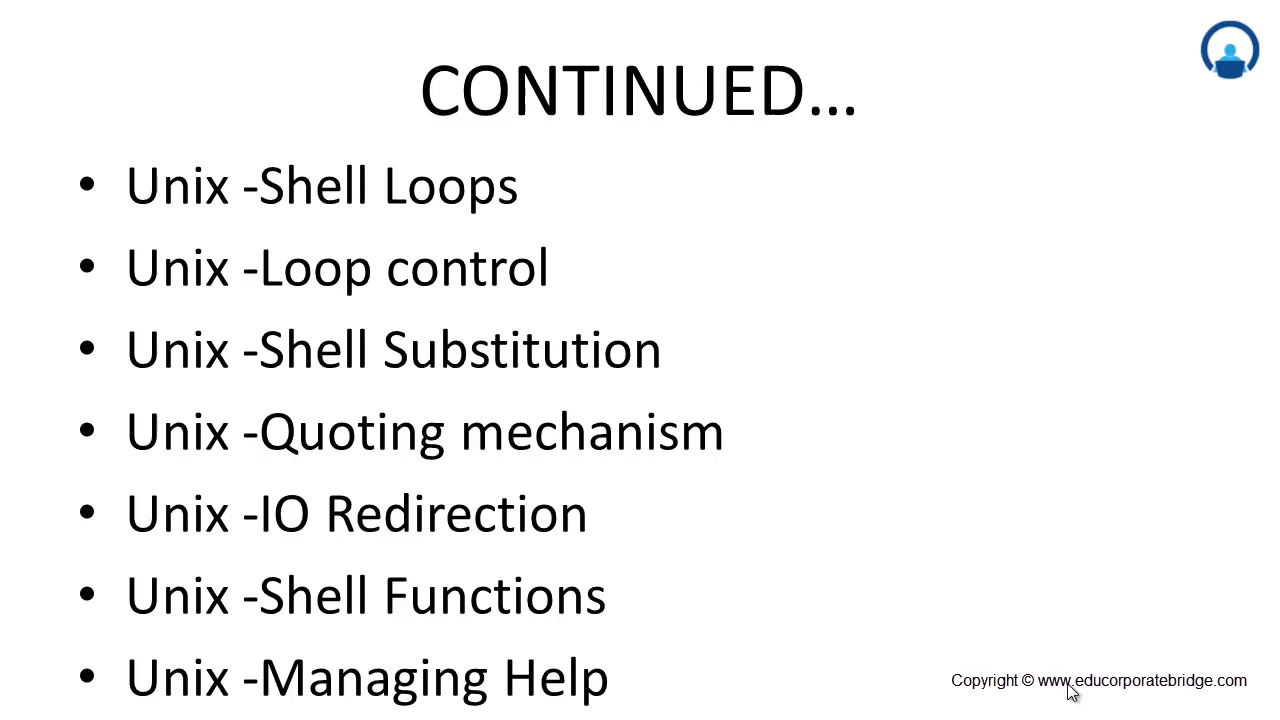 CONTINUED...
• Unix -Shell Loops
• Unix -Loop control
• Unix -Shell Substitution
• Unix -Quoting mechanism
• Unix -IO Redirection
• Unix -Shell Functions
• Unix -Managing Help
Copyright © www.educorporatebridge.com